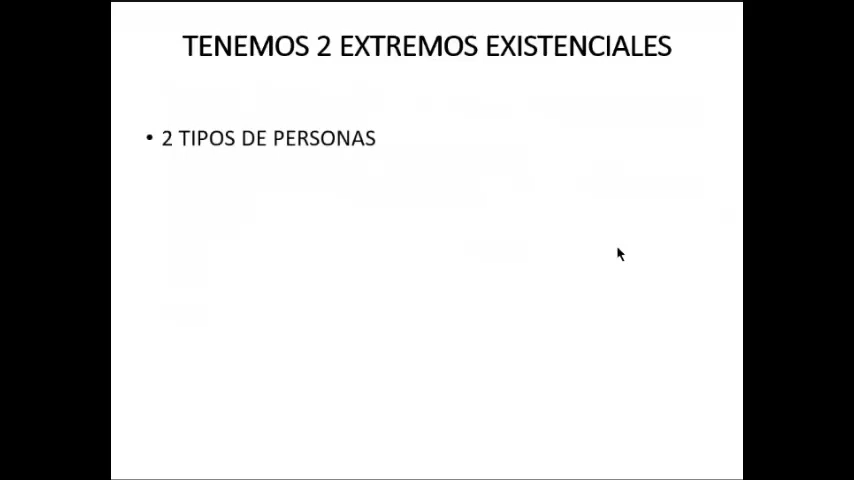 TENEMOS 2 EXTREMOS EXISTENCIALES
• 2 TIPOS DE PERSONAS